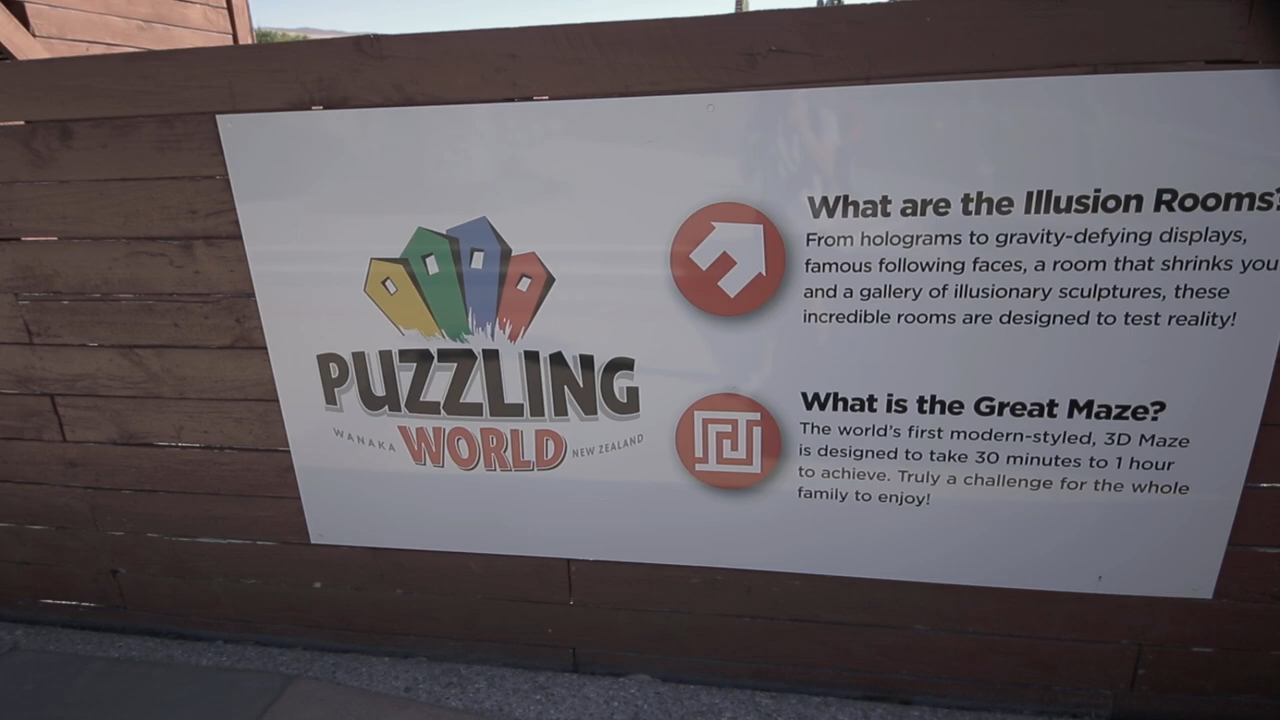 PUZZLING
WANAKA WORLD NEW ZEALAND
What are the Illusion Rooms?
From holograms to gravity-defying displays,
famous following faces, a room that shrinks you
and a gallery of illusionary sculptures, these
incredible rooms are designed to test reality!
What is the Great Maze?
The world's first modern-styled, 3D Maze
is designed to take 30 minutes to 1 hour
to achieve. Truly a challenge for the whole
family to enjoy!